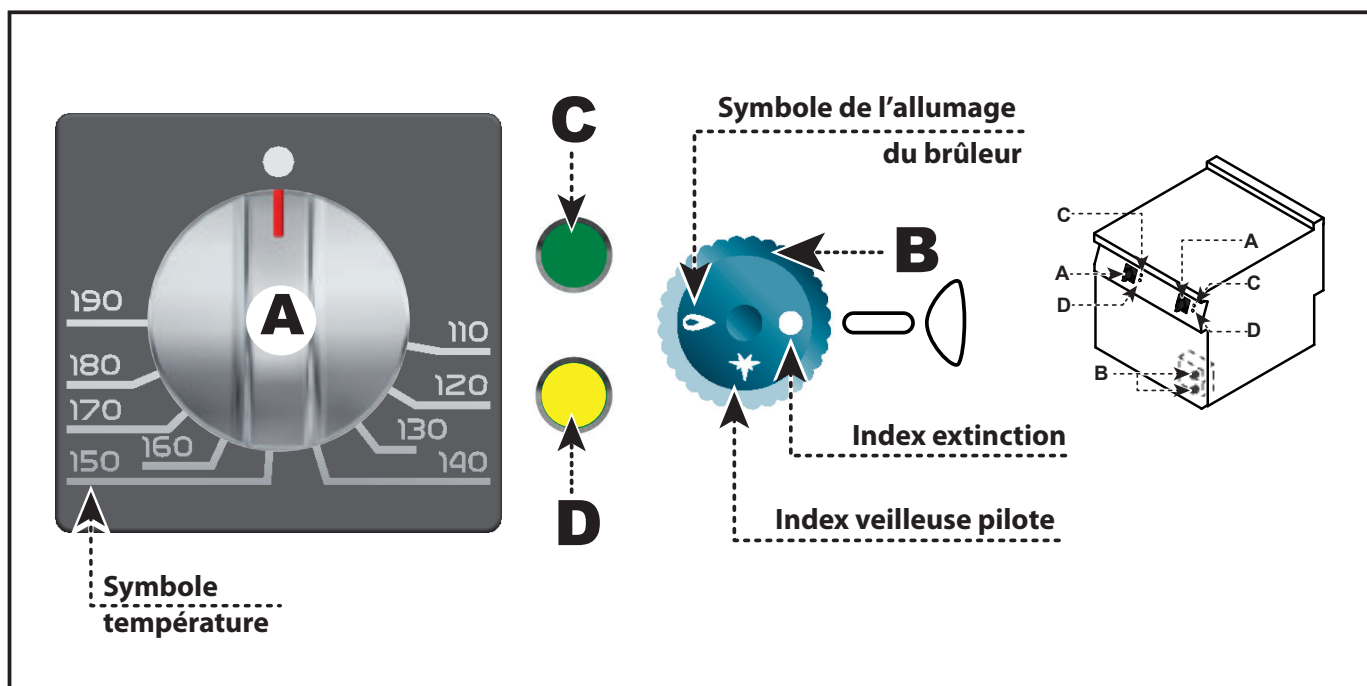 C
Symbole de l'allumage
du brûleur
B
A
190
180
170
160
150
110
120
130
140
D
Index extinction
Index veilleuse pilote
Symbole
température
C
A
A
C
D
D
B